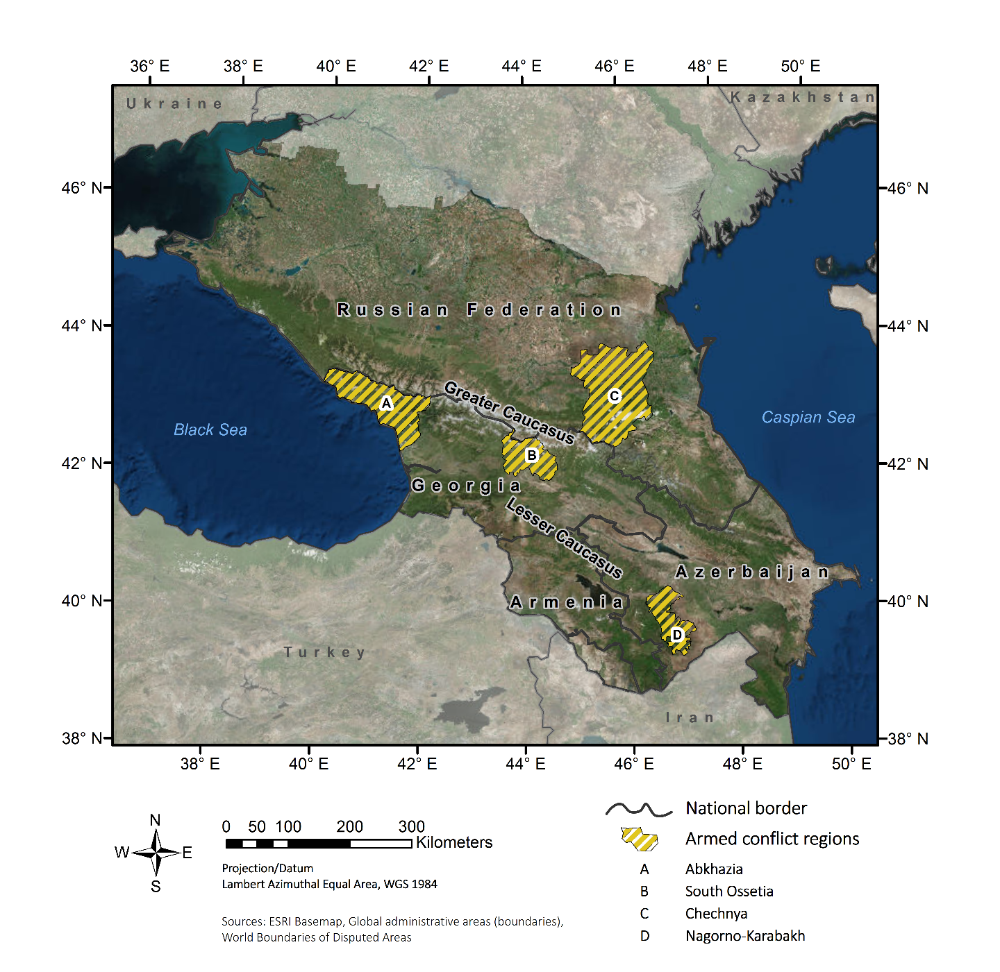 36° E 38° E 40° E 42° E 44° E 46° E 48° E 50° E
Ukraine
Kazakhstan
46° N 46° N
Russian Federation
44° N 44° N
Greater Caucasus
C
A
Caspian Sea
Black Sea
B
42° N 42° N
Georgia
Lesser Caucasus
Azerbaijan
40° N 40° N
Armenia
D
Turkey
Iran
38° N 38° N
38° E 40° E 42° E 44° E 46° E 48° E 50° E
N
W E
S
0 50 100 200 300
Kilometers
Projection/Datum
Lambert Azimuthal Equal Area, WGS 1984
Sources: ESRI Basemap, Global administrative areas (boundaries),
World Boundaries of Disputed Areas
National border
Armed conflict regions
A Abkhazia
B South Ossetia
C Chechnya
D Nagorno-Karabakh